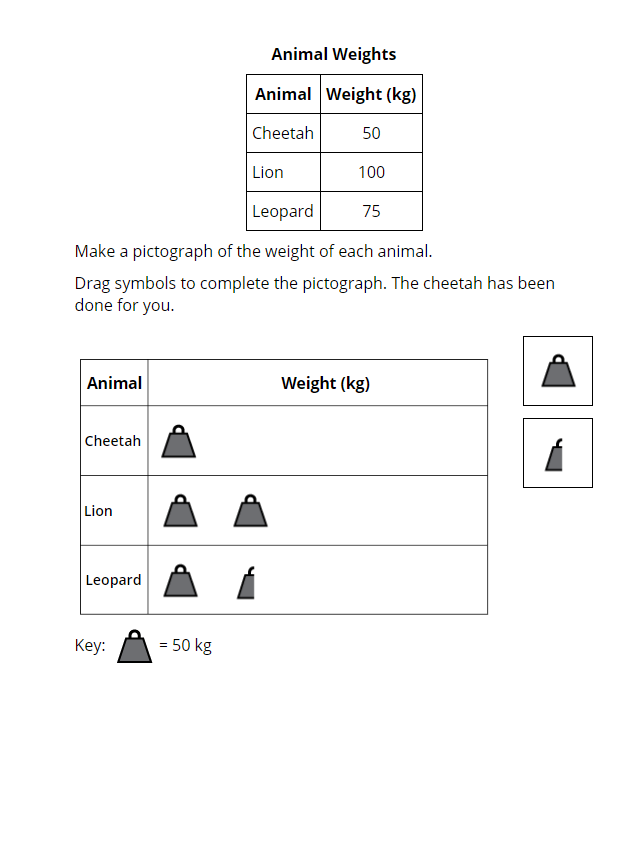 Animal Weights
Animal Weight (kg)
Cheetah 50
Lion 100
Leopard 75
Make a pictograph of the weight of each animal.
Drag symbols to complete the pictograph. The cheetah has been
done for you.
Animal Weight (kg)
Cheetah
Lion
Leopard
Key: = 50 kg